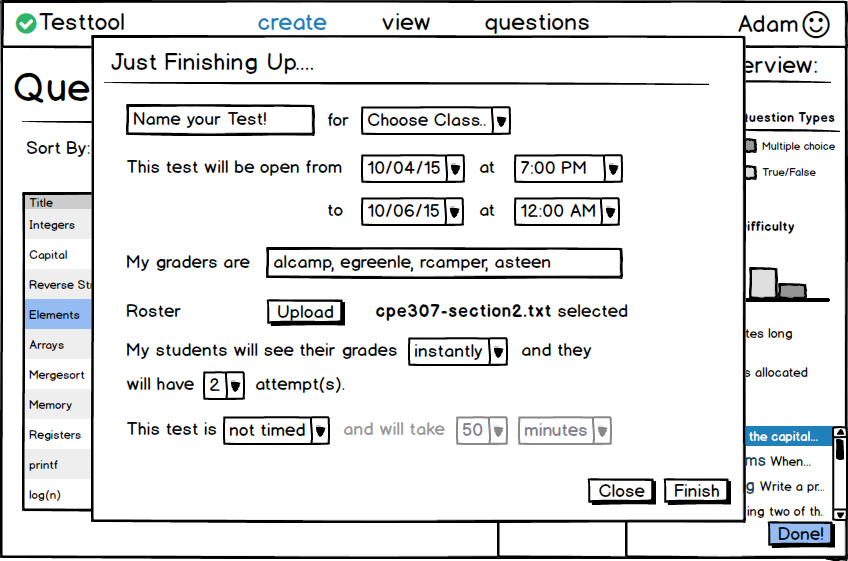 Testtool create view questions Adam
Just Finishing Up....
Que
erview:
Name your Test! for Choose Class..
uestion Types
Sort By:
Multiple choice
This test will be open from 10/04/15 at 7:00 PM
True/False
Title
to 10/06/15 at 12:00 AM
Integers
ifficulty
Capital
My graders are alcamp, egreenle, rcamper, asteen
Reverse Str
Elements
Roster Upload cpe307-section2.txt selected
tes long
Arrays
My students will see their grades instantly and they
Mergesort
s allocated
will have 2 attempt(s).
Memory
Registers
This test is not timed and will take 50 minutes
the capital...
printf
ms When...
log(n)
g Write a pr...
Close Finish
ing two of th.
Done!